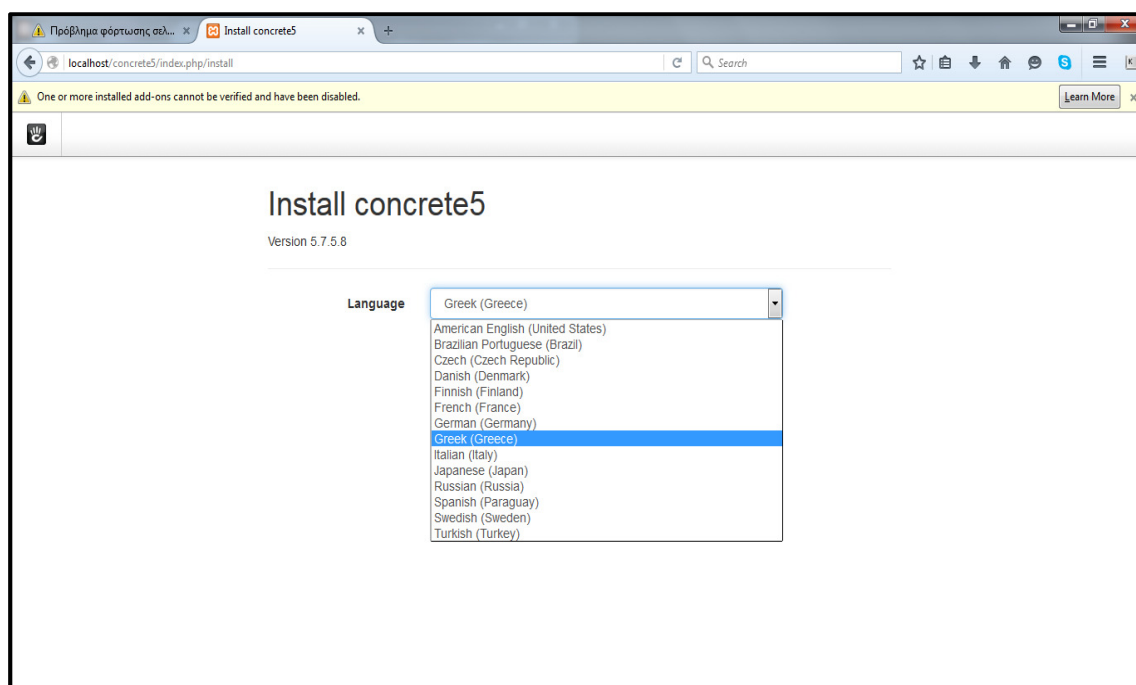 Πρόβλημα φόρτωσης σελ...
Install concrete5
localhost/concrete5/index.php/install
Search
One or more installed add-ons cannot be verified and have been disabled.
Learn More
Install concrete5
Version 5.7.5.8
Language
Greek (Greece)
American English (United States)
Brazilian Portuguese (Brazil)
Czech (Czech Republic)
Danish (Denmark)
Finnish (Finland)
French (France)
German (Germany)
Greek (Greece)
Italian (Italy)
Japanese (Japan)
Russian (Russia)
Spanish (Paraguay)
Swedish (Sweden)
Turkish (Turkey)